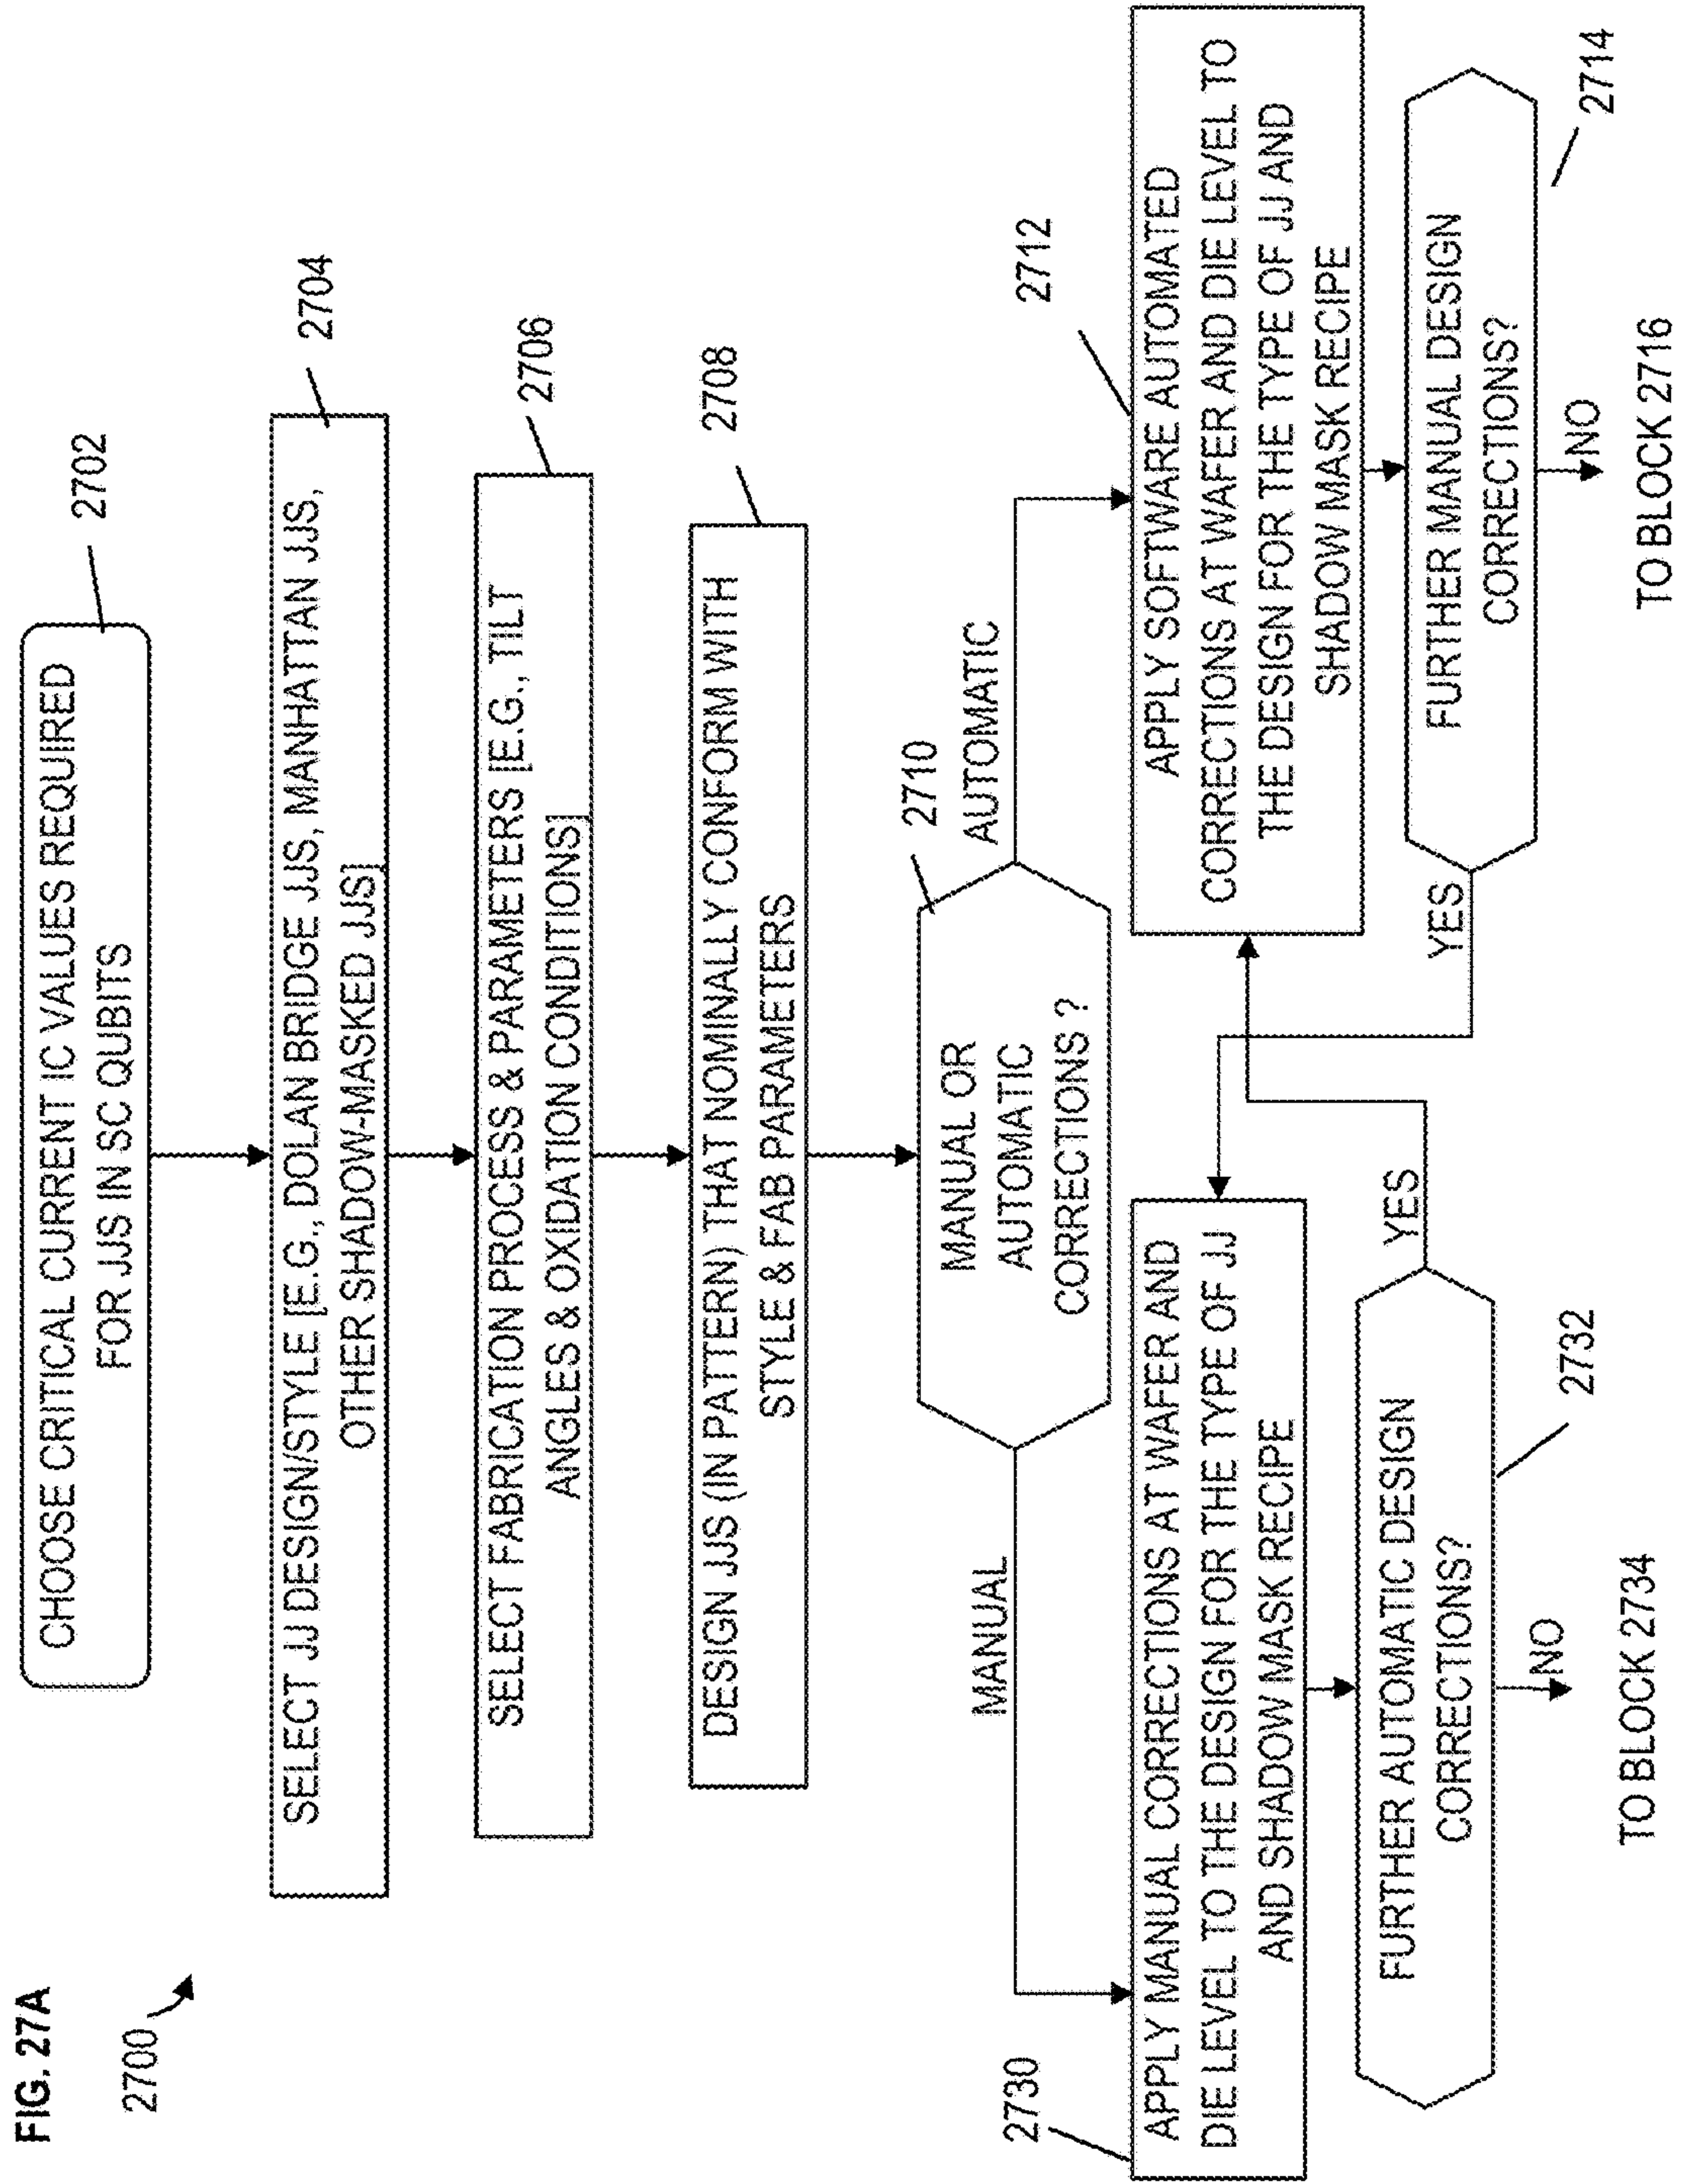 FIG. 27A
2700
CHOOSE CRITICAL CURRENT IC VALUES REQUIRED
FOR JJS IN SC QUBITS
2702
SELECT JJ DESIGN/STYLE [E.G., DOLAN BRIDGE JJS, MANHATTAN JJS,
OTHER SHADOW-MASKED JJS]
2704
SELECT FABRICATION PROCESS & PARAMETERS [E.G., TILT
ANGLES & OXIDATION CONDITIONS]
2706
DESIGN JJS (IN PATTERN) THAT NOMINALLY CONFORM WITH
STYLE & FAB PARAMETERS
2708
MANUAL OR
AUTOMATIC
CORRECTIONS ?
2710
MANUAL
AUTOMATIC
2730
APPLY MANUAL CORRECTIONS AT WAFER AND
DIE LEVEL TO THE DESIGN FOR THE TYPE OF JJ
AND SHADOW MASK RECIPE
2712
APPLY SOFTWARE AUTOMATED
CORRECTIONS AT WAFER AND DIE LEVEL TO
THE DESIGN FOR THE TYPE OF JJ AND
SHADOW MASK RECIPE
FURTHER AUTOMATIC DESIGN
CORRECTIONS?
2732
YES
NO
TO BLOCK 2734
YES
FURTHER MANUAL DESIGN
CORRECTIONS?
2714
NO
TO BLOCK 2716